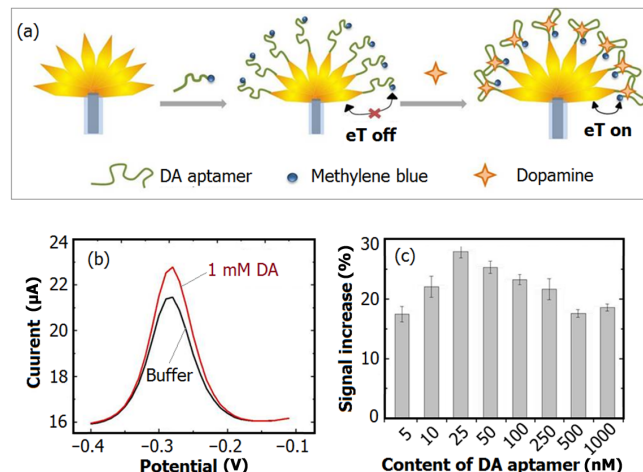 (a)
eT off
eT on
DA aptamer
Methylene blue
Dopamine
(b)
24
22
20
18
16
Cuurent (µA)
1 mM DA
Buffer
−0.4
−0.3
−0.2
−0.1
Potential (V)
(c)
30
20
10
0
Signal increase (%)
5
10
25
50
100
250
500
1000
Content of DA aptamer (nM)